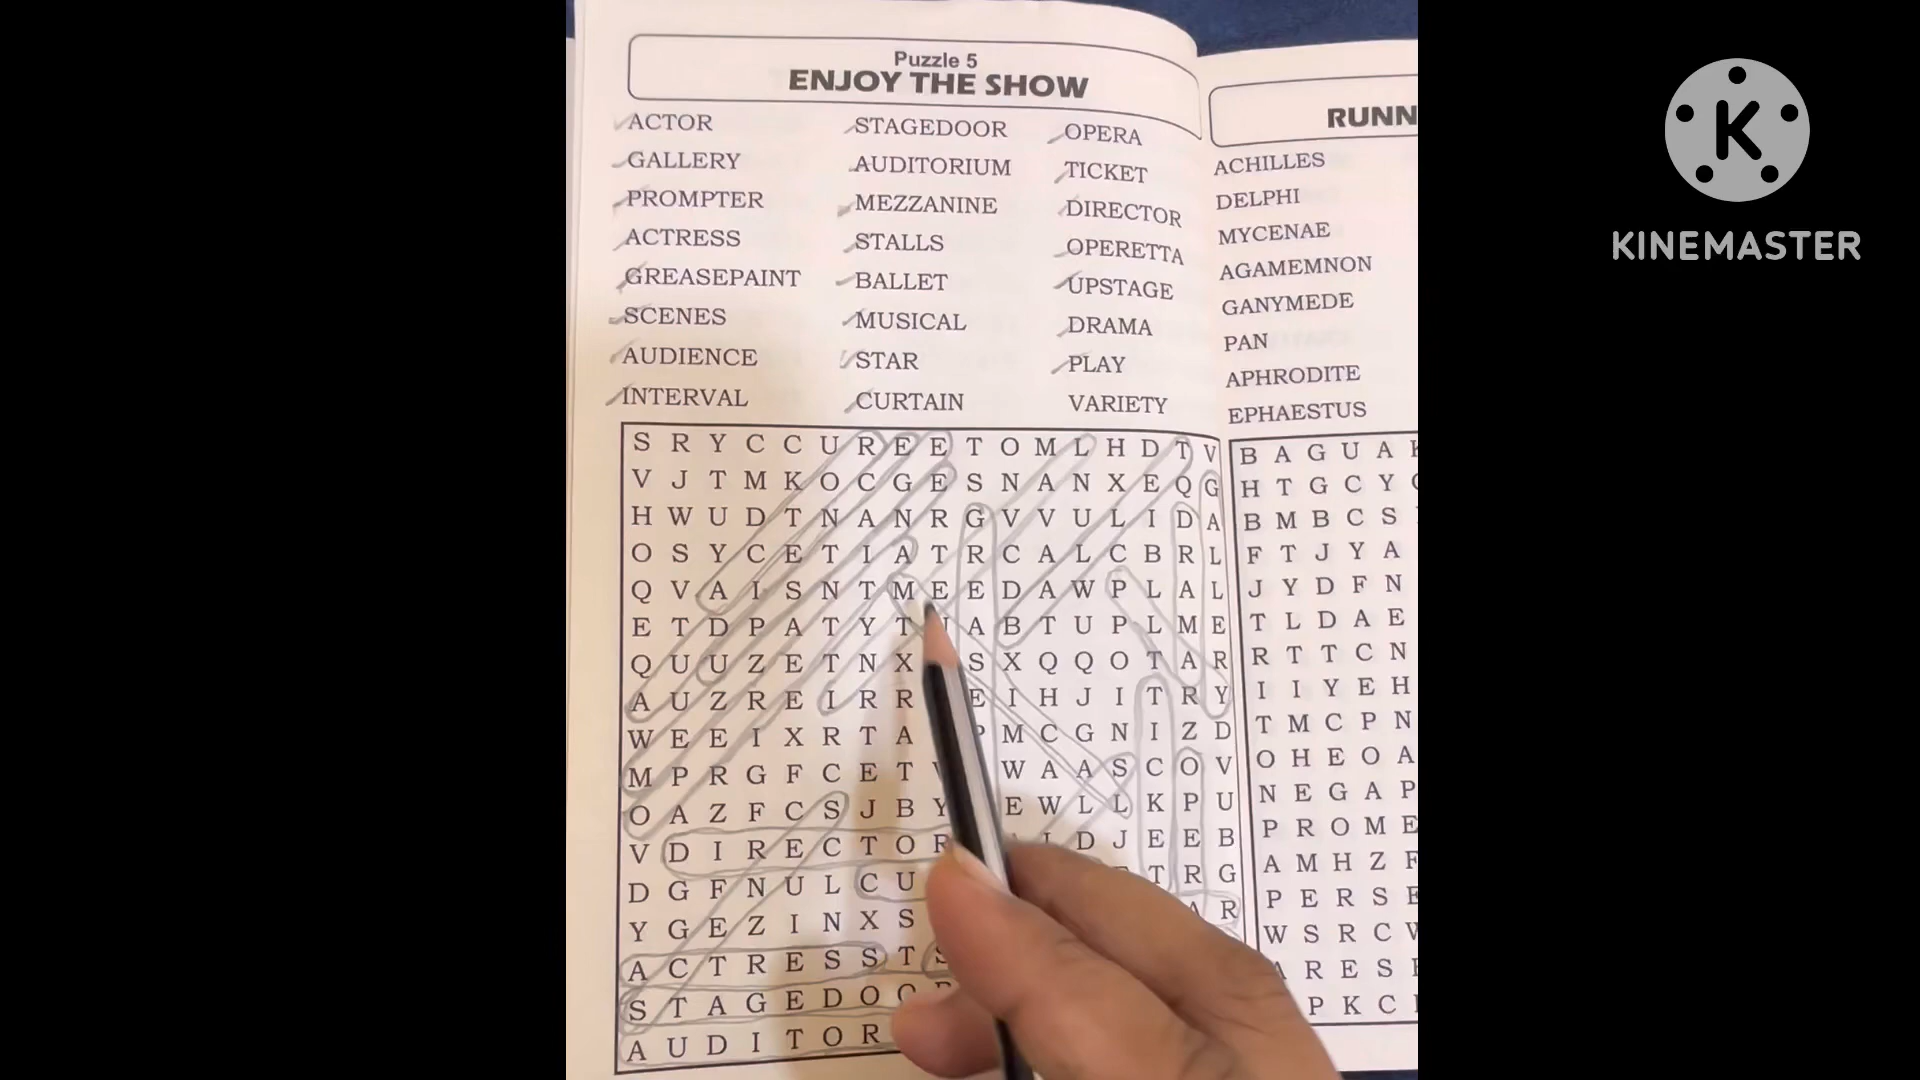 Puzzle 5
ENJOY THE SHOW
RUNN
ACTOR STAGEDOOR OPERA
GALLERY AUDITORIUM TICKET
PROMPTER MEZZANINE DIRECTOR
ACTRESS STALLS OPERETTA
GREASEPAINT BALLET UPSTAGE
SCENES MUSICAL DRAMA
AUDIENCE STAR PLAY
INTERVAL CURTAIN VARIETY
ACHILLES
DELPHI
MYCENAE
AGAMEMNON
GANYMEDE
PAN
APHRODITE
EPHAESTUS
S R Y C C U R E E T O M L H D T V
V J T M K O C G E S N A N X E Q G
H W U D T N A N R G V V U L I D A
O S Y C E T I A T R C A L C B R L
Q V A I S N T M E E D A W P L A L
E T D P A T Y T A B T U P L M E
Q U U Z E T N X S X Q Q O T A R
A U Z R E I R R E I H J I T R Y
W E E I X R T A P M C G N I Z D
M P R G F C E T W A A S C O V
O A Z F C S J B Y E W L L K P U
V D I R E C T O R D J E E B
D G F N U L C U T R G
Y G E Z I N X S A R
A C T R E S S T S
S T A G E D O O R
A U D I T O R
B A G U A
H T G C Y
B M B C S
F T J Y A
J Y D F N
T L D A E
R T T C N
I I Y E H
T M C P N
O H E O A
N E G A P
P R O M E
A M H Z F
P E R S E
W S R C V
A R E S E
P K C
K
KINEMASTER